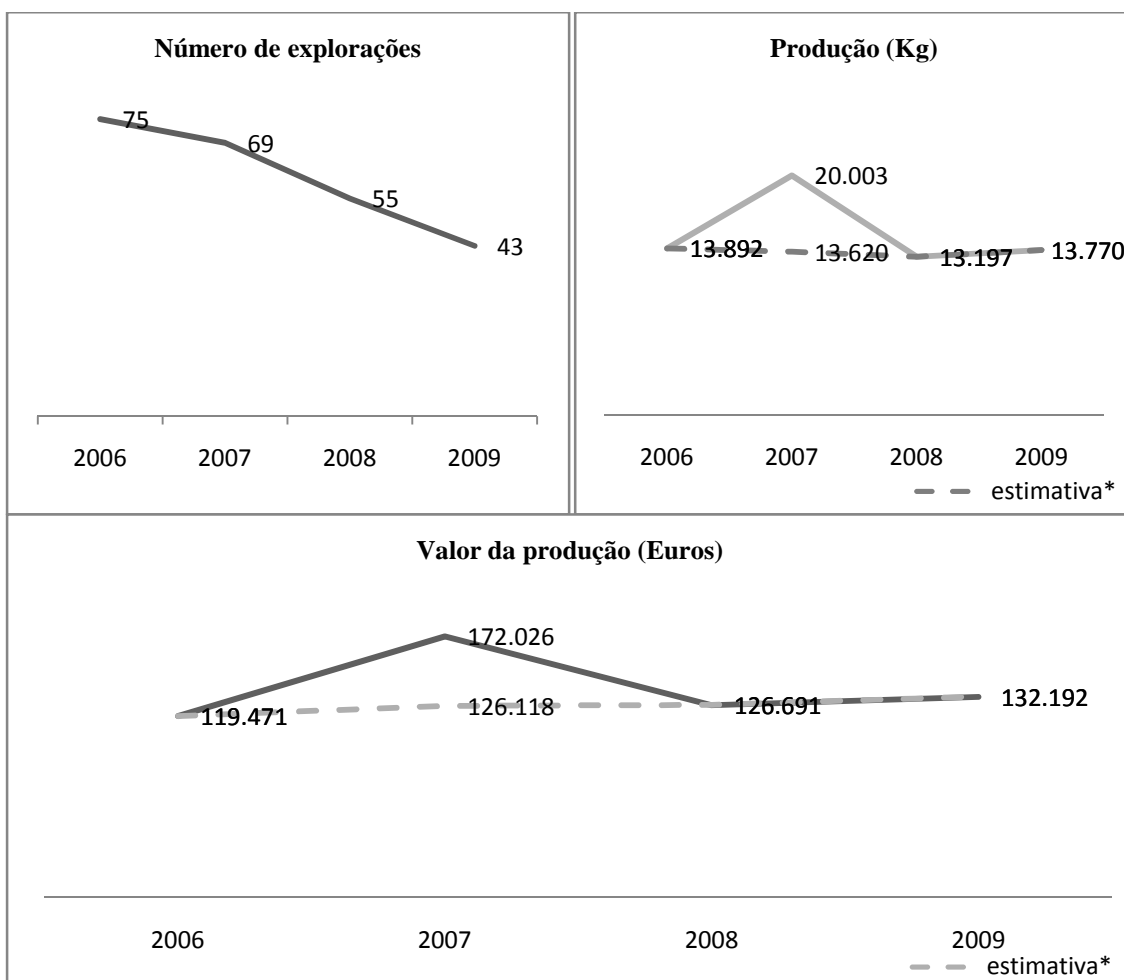 Número de explorações
75
69
55
43
2006 2007 2008 2009
Produção (Kg)
20.003
13.892 13.620 13.197 13.770
2006 2007 2008 2009
estimativa*
Valor da produção (Euros)
172.026
119.471 126.118 126.691 132.192
2006 2007 2008 2009
estimativa*